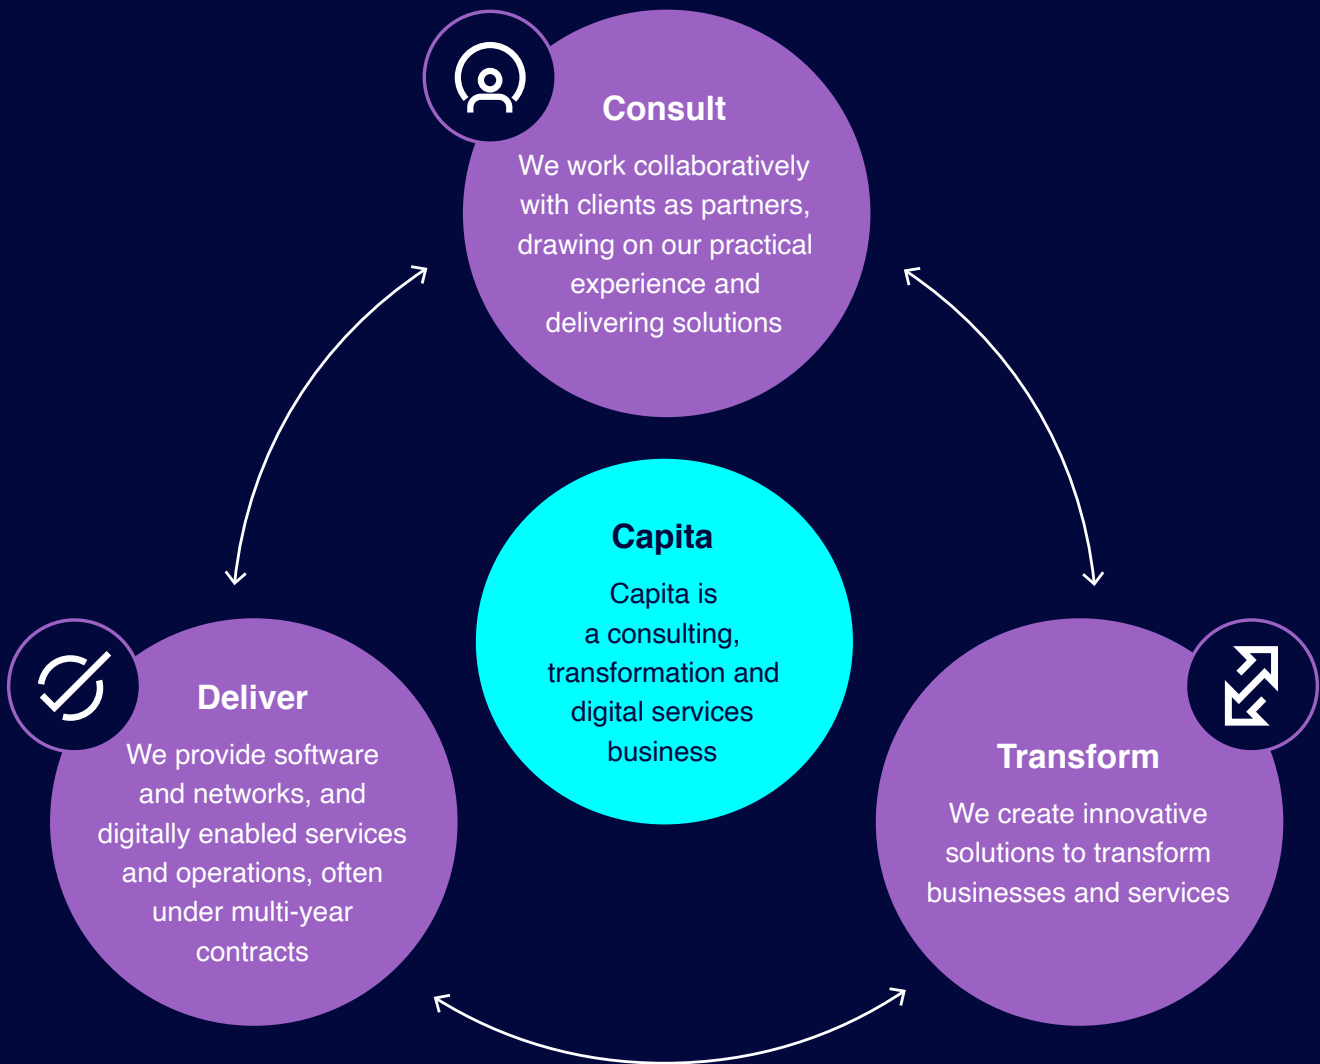 Consult
We work collaboratively
with clients as partners,
drawing on our practical
experience and
delivering solutions
Capita
Capita is
a consulting,
transformation and
digital services
business
Deliver
We provide software
and networks, and
digitally enabled services
and operations, often
under multi-year
contracts
Transform
We create innovative
solutions to transform
businesses and services